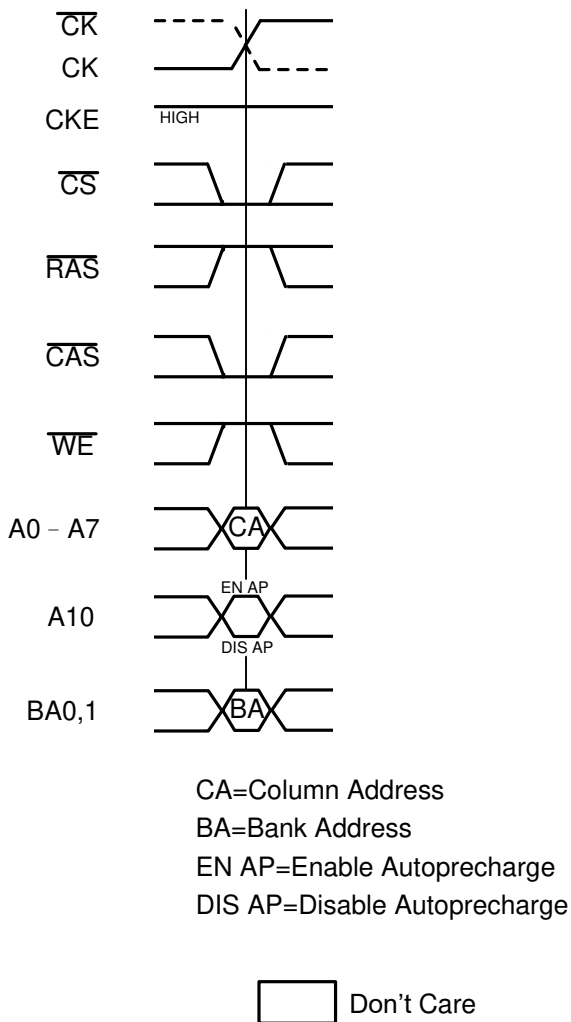 CK
CK
CKE HIGH
CS
RAS
CAS
WE
A0 – A7 CA
EN AP
A10
DIS AP
BA0,1 BA
CA=Column Address
BA=Bank Address
EN AP=Enable Autoprecharge
DIS AP=Disable Autoprecharge
Don't Care